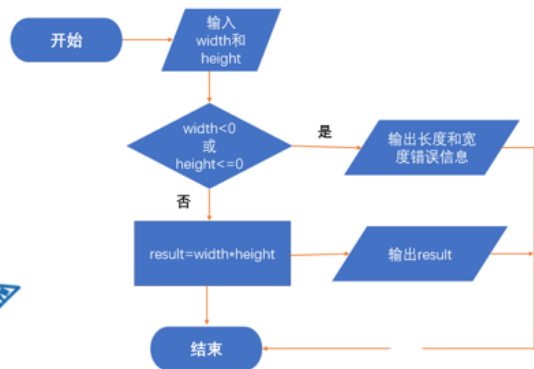 开始
输入
width和
height
width<0
或
height<=0
是
输出长度和宽
度错误信息
否
result=width*height
输出result
结束